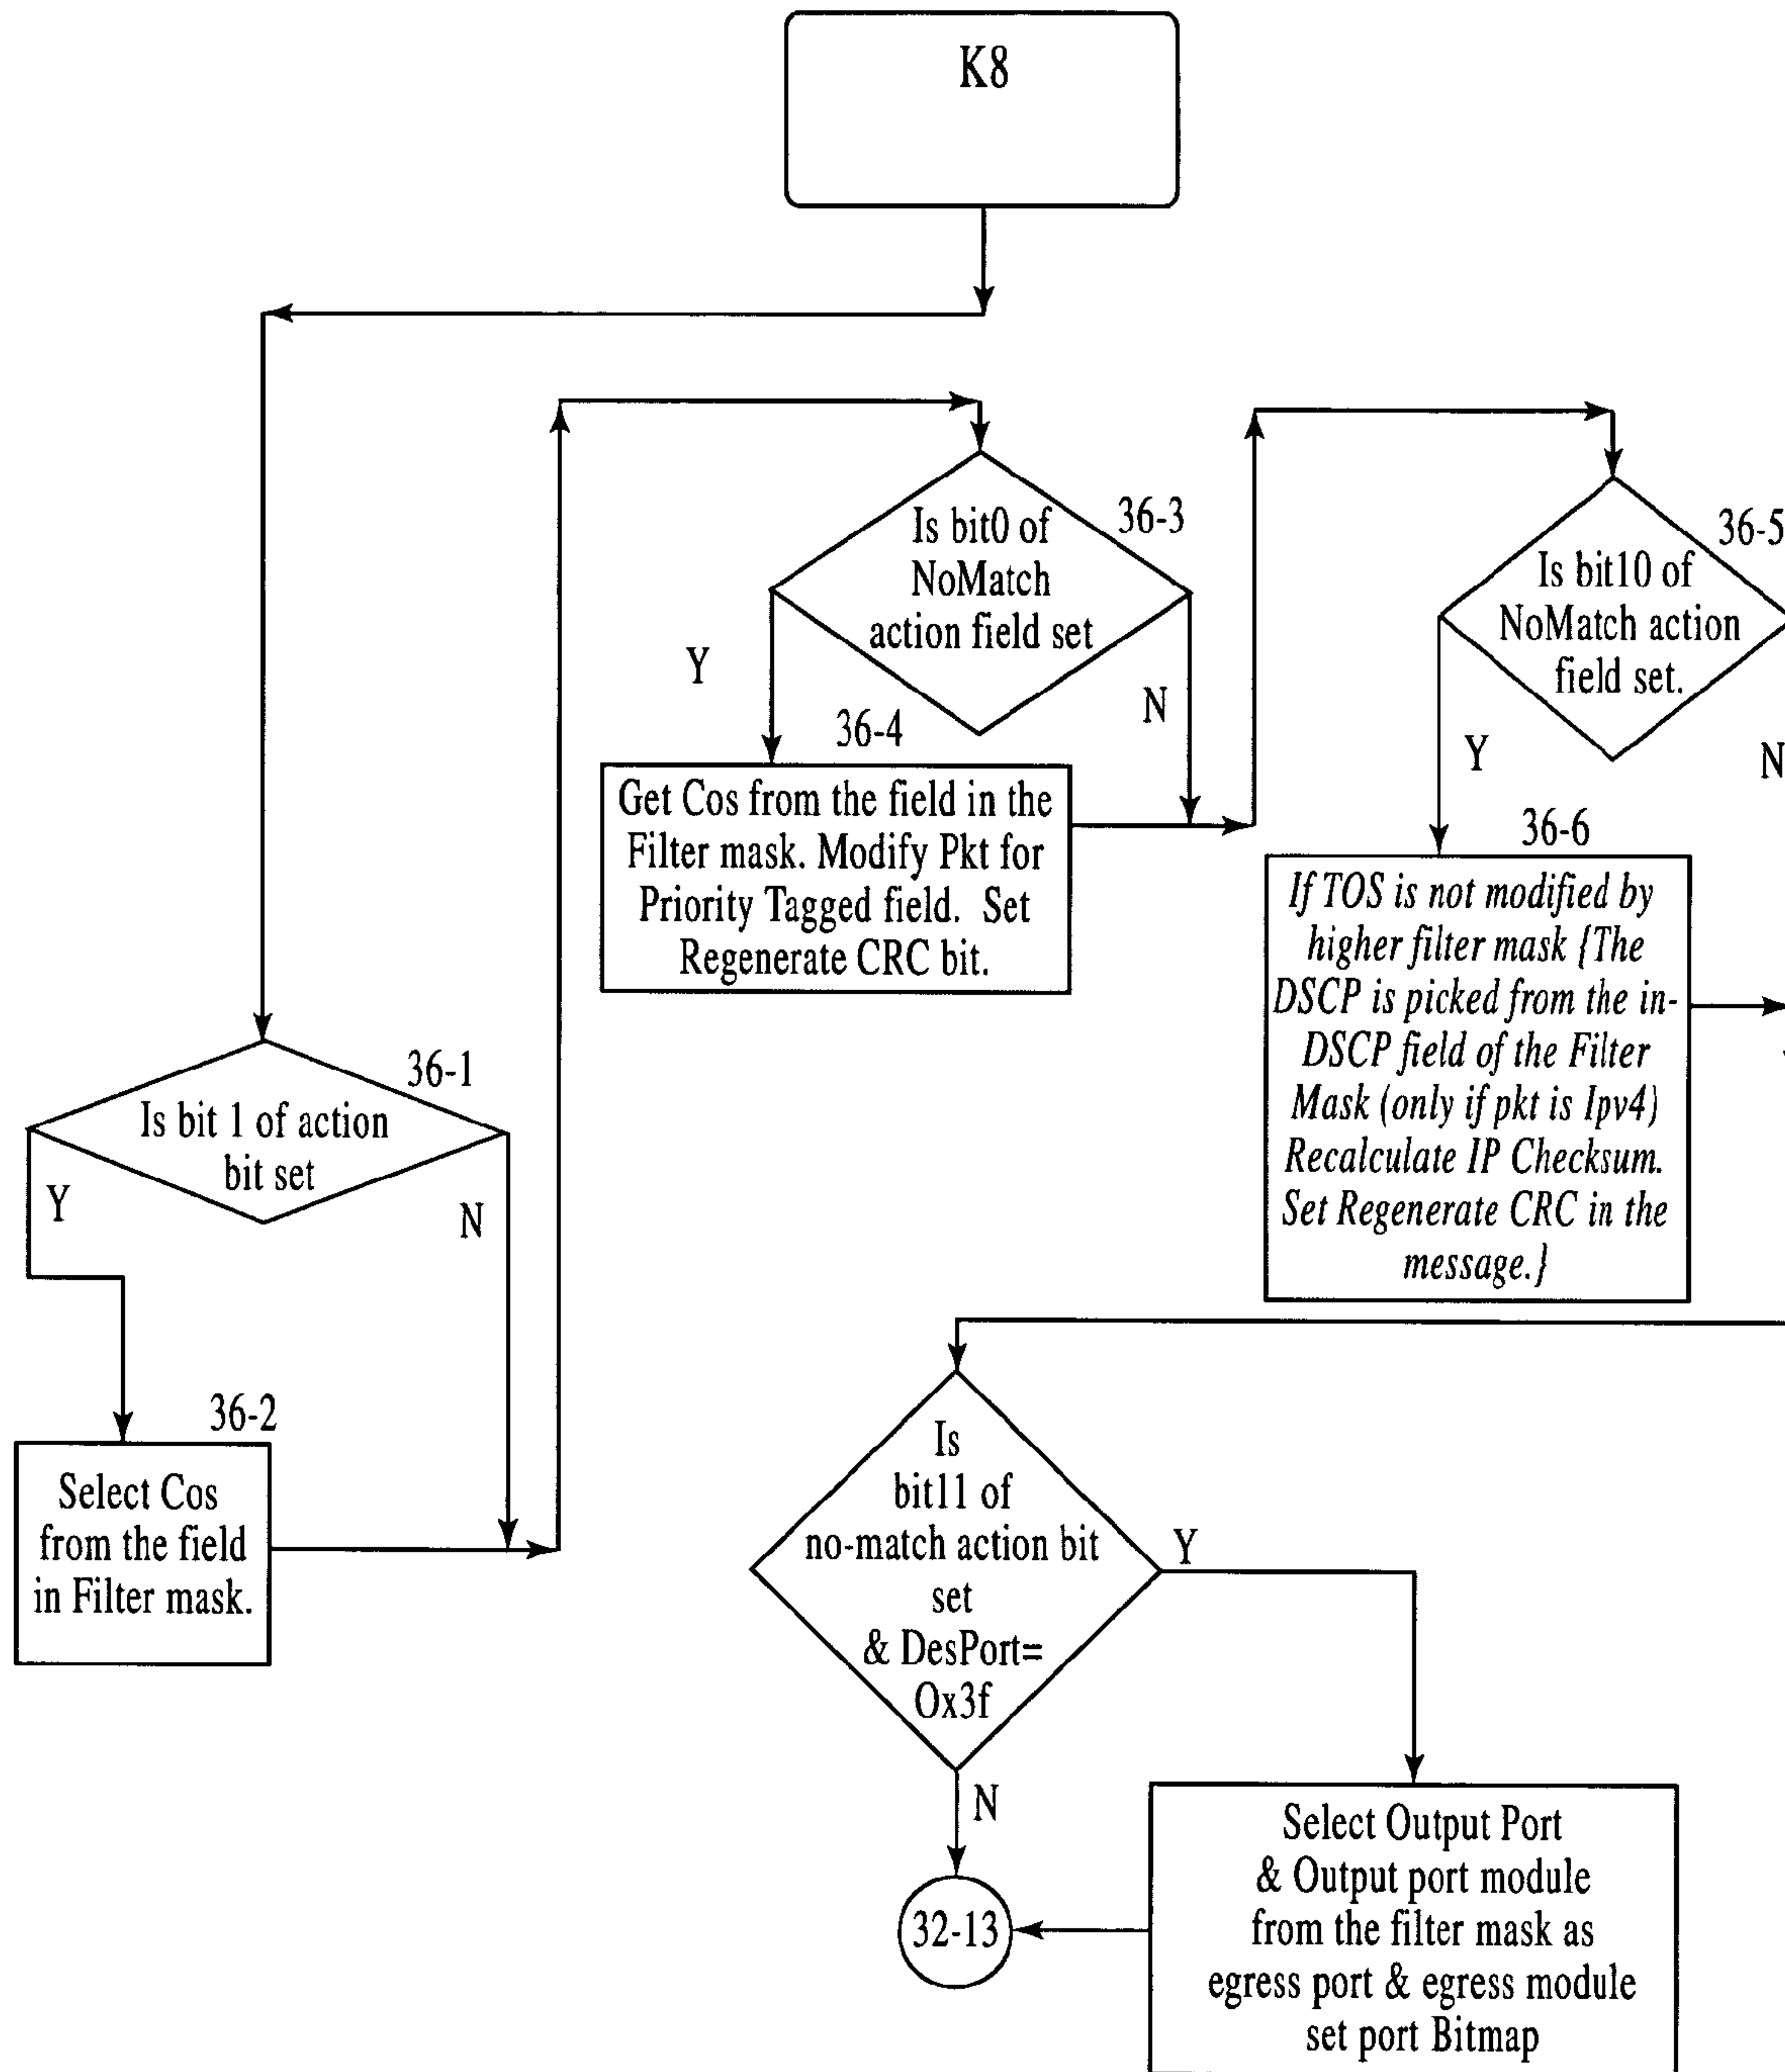 K8
36-1
Is bit 1 of action
bit set
Y
N
36-2
Select Cos
from the field
in Filter mask.
36-3
Is bit0 of
NoMatch
action field set
Y
N
36-4
Get Cos from the field in the
Filter mask. Modify Pkt for
Priority Tagged field. Set
Regenerate CRC bit.
36-5
Is bit10 of
NoMatch action
field set.
Y
N
36-6
If TOS is not modified by
higher filter mask {The
DSCP is picked from the in-
DSCP field of the Filter
Mask (only if pkt is Ipv4)
Recalculate IP Checksum.
Set Regenerate CRC in the
message.}
Is
bit11 of
no-match action bit
set
& DesPort=
Ox3f
Y
N
32-13
Select Output Port
& Output port module
from the filter mask as
egress port & egress module
set port Bitmap